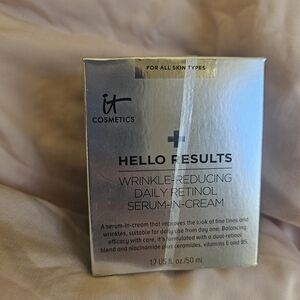 FOR ALL SKIN TYPES
it
COSMETICS
HELLO RESULTS
WRINKLE-REDUCING
DAILY RETINOL
SERUM-IN-CREAM
A serum-in-cream that improves the look of fine lines and
wrinkles, suitable for daily use from day one. Balancing
efficacy with care, it's formulated with a dual-retinol
blend and niacinamide plus ceramides, vitamins E and B5.
1.7 US fl. oz/50 ml